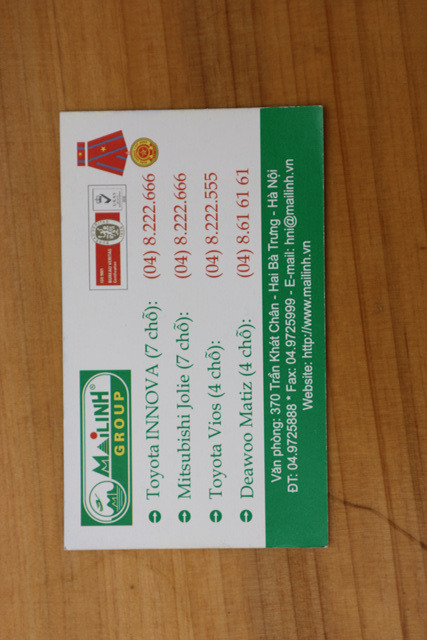 MAILINH®
GROUP
Toyota INNOVA (7 chỗ): (04) 8.222.666
Mitsubishi Jolie (7 chỗ): (04) 8.222.666
Toyota Vios (4 chỗ): (04) 8.222.555
Deawoo Matiz (4 chỗ): (04) 8.61 61 61
Văn phòng: 370 Trần Khát Chân - Hai Bà Trưng - Hà Nội
ĐT: 04.9725888 * Fax: 04.9725999 - E-mail: hni@mailinh.vn
Website: http://www.mailinh.vn